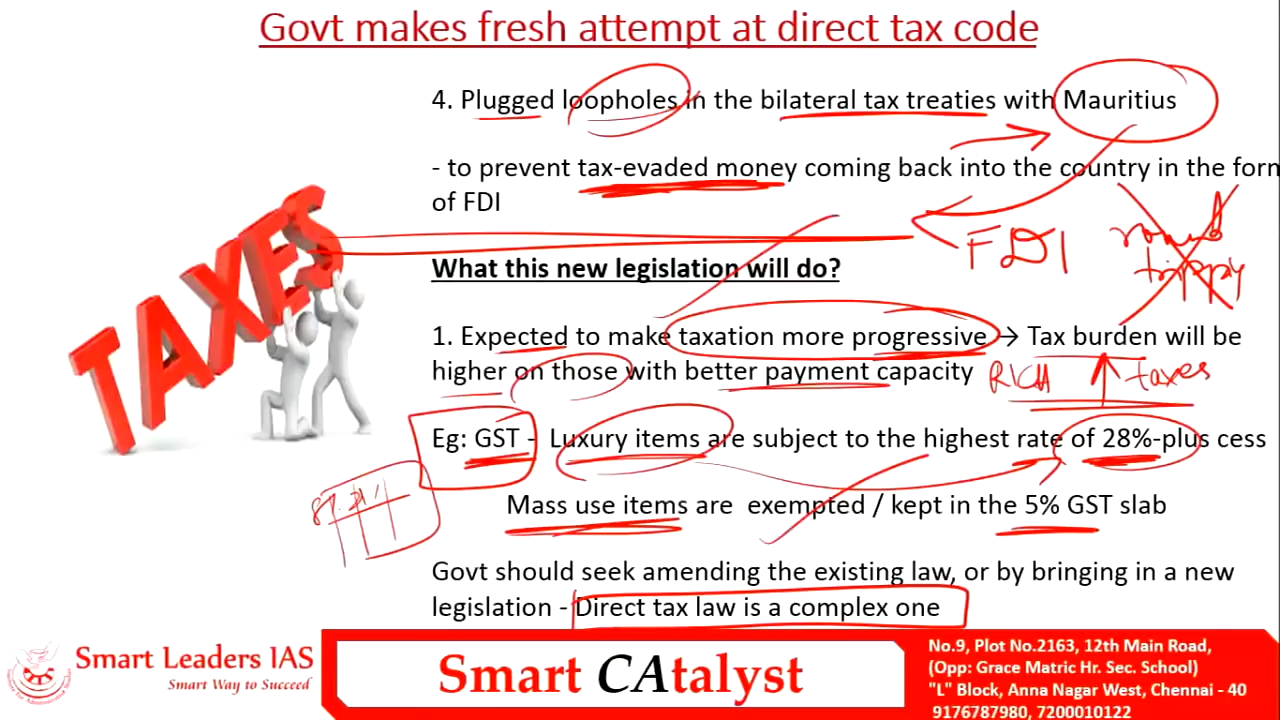 Govt makes fresh attempt at direct tax code
4. Plugged loopholes in the bilateral tax treaties with Mauritius
- to prevent tax-evaded money coming back into the country in the form
of FDI
FDI
round
trippy
What this new legislation will do?
1. Expected to make taxation more progressive → Tax burden will be
higher on those with better payment capacity
RICH ↑ taxes
TAXES
Eg: GST - Luxury items are subject to the highest rate of 28%-plus cess
Mass use items are exempted / kept in the 5% GST slab
Govt should seek amending the existing law, or by bringing in a new
legislation - Direct tax law is a complex one
Smart Leaders IAS
Smart Way to Succeed
Smart CAtalyst
No.9, Plot No.2163, 12th Main Road,
(Opp: Grace Matric Hr. Sec. School)
"L" Block, Anna Nagar West, Chennai - 40
9176787980, 7200010122